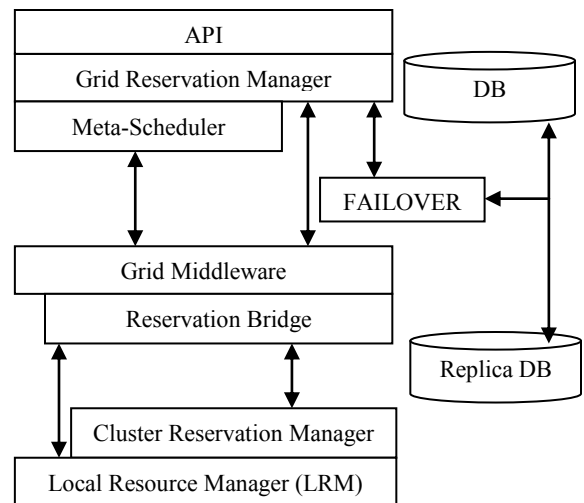 API
Grid Reservation Manager
DB
Meta-Scheduler
FAILOVER
Grid Middleware
Reservation Bridge
Replica DB
Cluster Reservation Manager
Local Resource Manager (LRM)